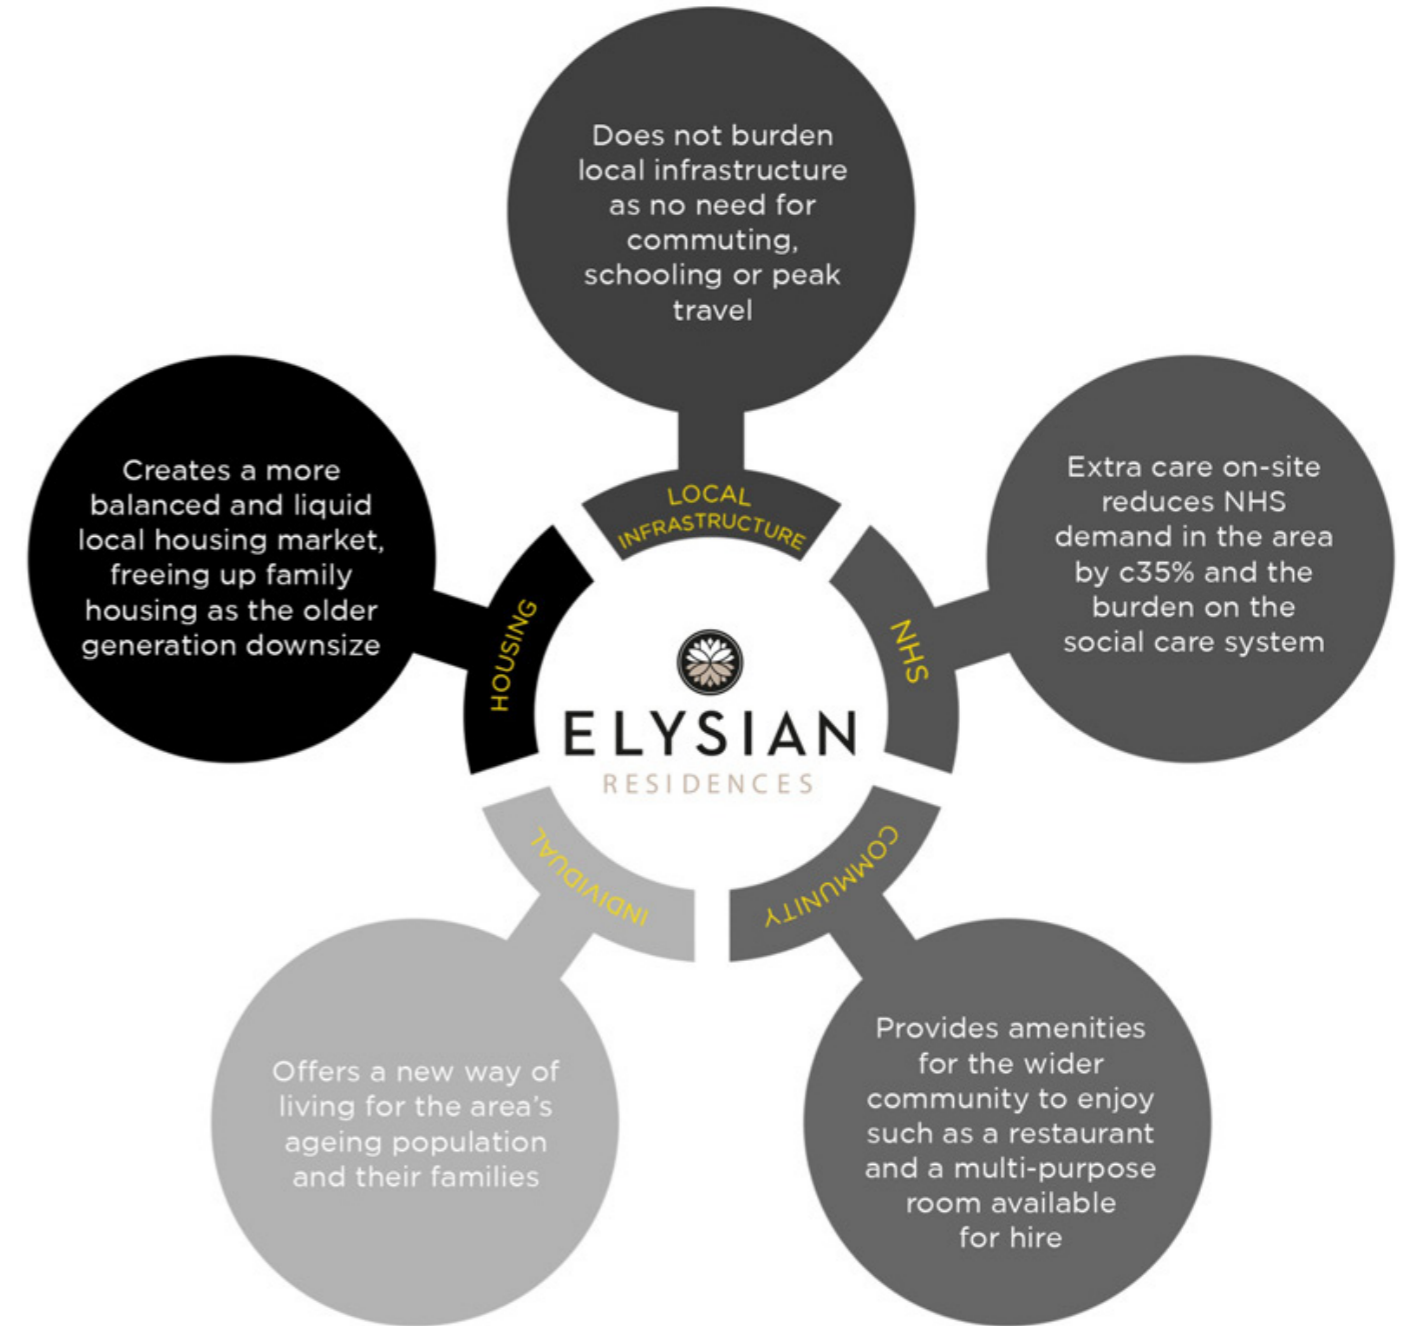 Does not burden
local infrastructure
as no need for
commuting,
schooling or peak
travel
LOCAL
INFRASTRUCTURE
Extra care on-site
reduces NHS
demand in the area
by c35% and the
burden on the
social care system
NHS
Provides amenities
for the wider
community to enjoy
such as a restaurant
and a multi-purpose
room available
for hire
COMMUNITY
Offers a new way of
living for the area’s
ageing population
and their families
INDIVIDUAL
Creates a more
balanced and liquid
local housing market,
freeing up family
housing as the older
generation downsize
HOUSING
ELYSIAN
RESIDENCES